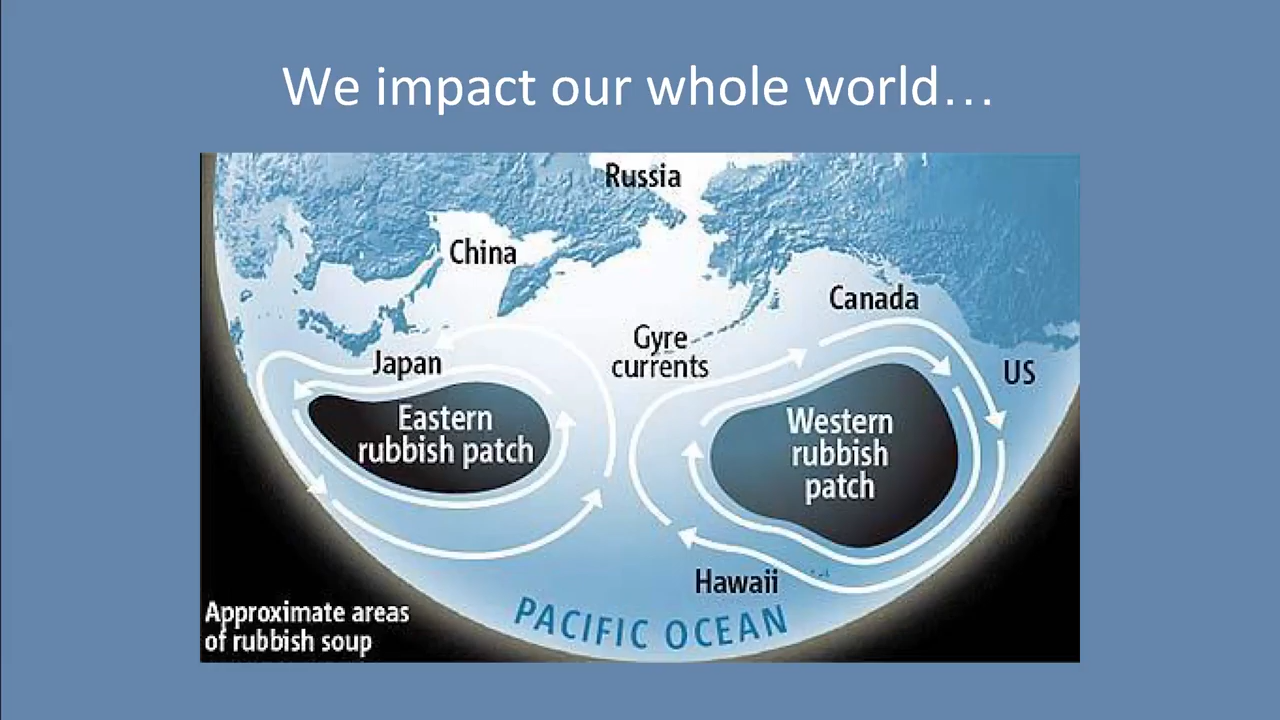 We impact our whole world…
Russia
China
Canada
Gyre
currents
Japan
US
Eastern
rubbish patch
Western
rubbish
patch
Hawaii
PACIFIC OCEAN
Approximate areas
of rubbish soup